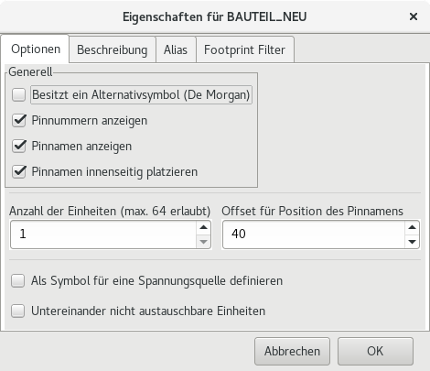 Eigenschaften für BAUTEIL_NEU
Optionen Beschreibung Alias Footprint Filter
Generell
Besitzt ein Alternativsymbol (De Morgan)
Pinnummern anzeigen
Pinnamen anzeigen
Pinnamen innenseitig platzieren
Anzahl der Einheiten (max. 64 erlaubt) Offset für Position des Pinnamens
1 40
Als Symbol für eine Spannungsquelle definieren
Untereinander nicht austauschbare Einheiten
Abbrechen OK